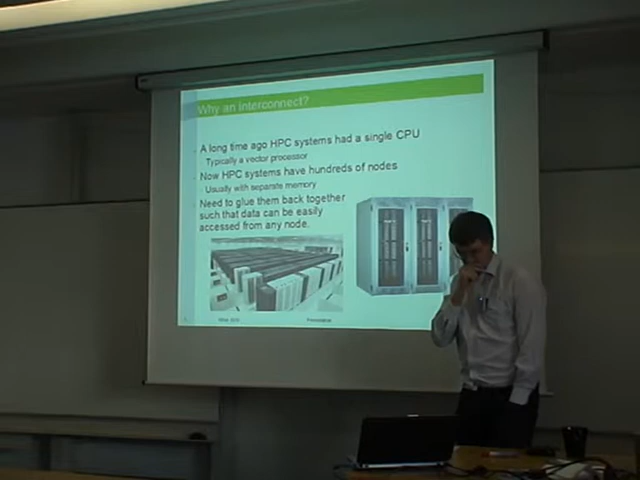 Why an interconnect?
A long time ago HPC systems had a single CPU
Typically a vector processor
Now HPC systems have hundreds of nodes
Usually with separate memory
Need to glue them back together
such that data can be easily
accessed from any node.